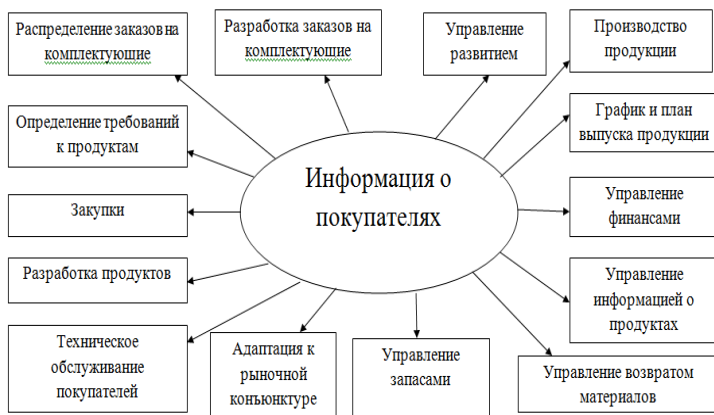 Распределение заказов на
комплектующие
Разработка заказов на
комплектующие
Управление
развитием
Производство
продукции
Определение требований
к продуктам
График и план
выпуска продукции
Информация о
покупателях
Закупки
Управление
финансами
Разработка продуктов
Управление
информацией о
продуктах
Техническое
обслуживание
покупателей
Адаптация к
рыночной
конъюнктуре
Управление
запасами
Управление возвратом
материалов